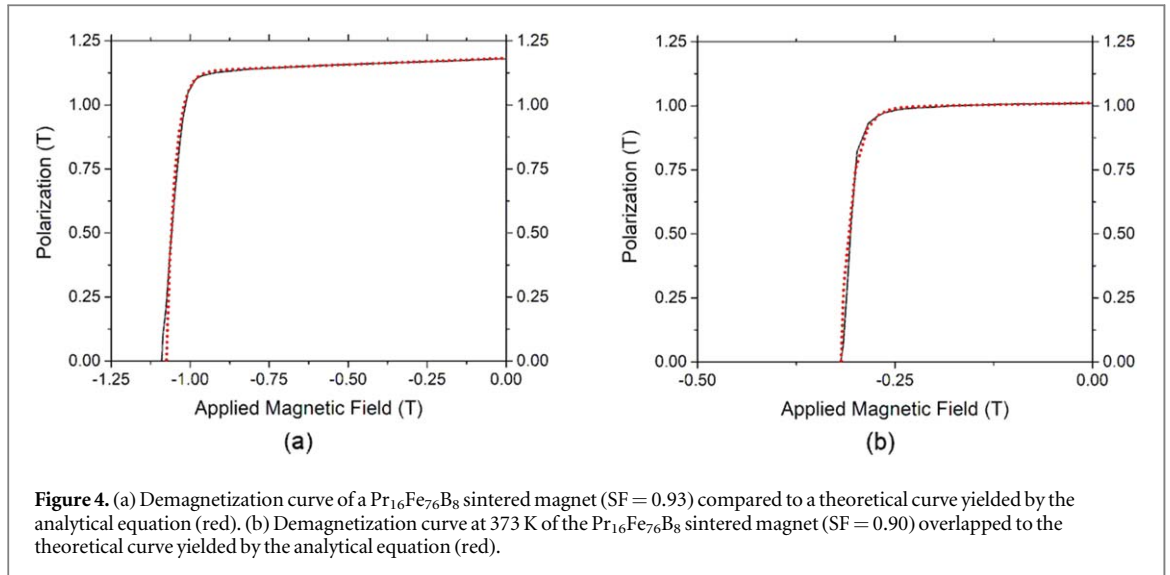 1.25 1.25 1.25 1.25
1.00 1.00 1.00 1.00
0.75 0.75 0.75 0.75
0.50 0.50 0.50 0.50
0.25 0.25 0.25 0.25
0.00 0.00 0.00 0.00
Polarization (T) Polarization (T)
-1.25 -1.00 -0.75 -0.50 -0.25 0.00 -0.50 -0.25 0.00
Applied Magnetic Field (T) Applied Magnetic Field (T)
(a) (b)
Figure 4. (a) Demagnetization curve of a Pr₁₆Fe₇₆B₈ sintered magnet (SF = 0.93) compared to a theoretical curve yielded by the
analytical equation (red). (b) Demagnetization curve at 373 K of the Pr₁₆Fe₇₆B₈ sintered magnet (SF = 0.90) overlapped to the
theoretical curve yielded by the analytical equation (red).